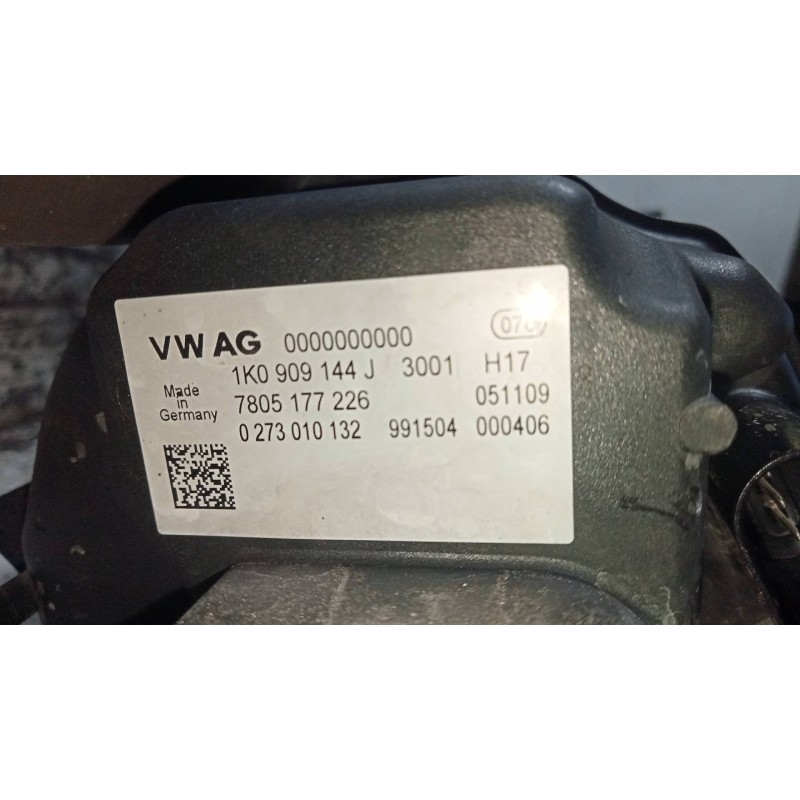 VW AG 0000000000
1K0 909 144 J 3001 H17
Made in Germany
7805 177 226 051109
0 273 010 132 991504 000406